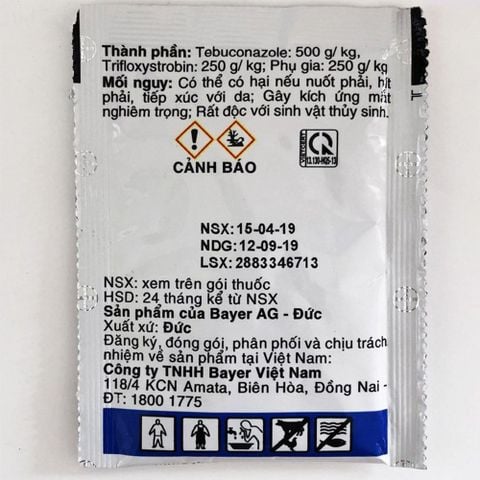 Thành phần: Tebuconazole: 500 g/ kg,
Trifloxystrobin: 250 g/ kg; Phụ gia: 250 g/ kg
Mối nguy: Có thể có hại nếu nuốt phải, hít
phải, tiếp xúc với da; Gây kích ứng mắt
nghiêm trọng; Rất độc với sinh vật thủy sinh.
CẢNH BÁO
VIETCERT
13.130-HQS-13
NSX: 15-04-19
NDG: 12-09-19
LSX: 2883346713
NSX: xem trên gói thuốc
HSD: 24 tháng kể từ NSX
Sản phẩm của Bayer AG - Đức
Xuất xứ: Đức
Đăng ký, đóng gói, phân phối và chịu trách
nhiệm về sản phẩm tại Việt Nam:
Công ty TNHH Bayer Việt Nam
118/4 KCN Amata, Biên Hòa, Đồng Nai -
ĐT: 1800 1775